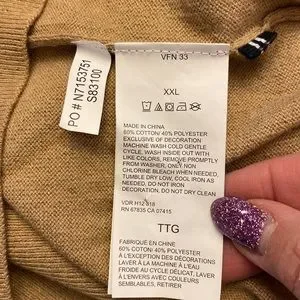 PO # N7153751
S83100
VFN 33
XXL
MADE IN CHINA
60% COTTON 40% POLYESTER
EXCLUSIVE OF DECORATION
MACHINE WASH COLD GENTLE
CYCLE, WASH INSIDE OUT WITH
LIKE COLORS, REMOVE PROMPTLY
FROM WASHER, ONLY NON
CHLORINE BLEACH WHEN NEEDED,
TUMBLE DRY LOW, COOL IRON AS
NEEDED, DO NOT IRON
DECORATION, DO NOT DRY CLEAN
VDR H12 818
RN 67835 CA 07415
TTG
FABRIQUÉ EN CHINE
60% COTON 40% POLYESTER
À L'EXCEPTION DES DÉCORATIONS
LAVER À LA MACHINE À L'EAU
FROIDE AU CYCLE DÉLICAT, LAVER
À L'ENVERS AVEC DES COULEURS
SEMBLABLES, RETIRER